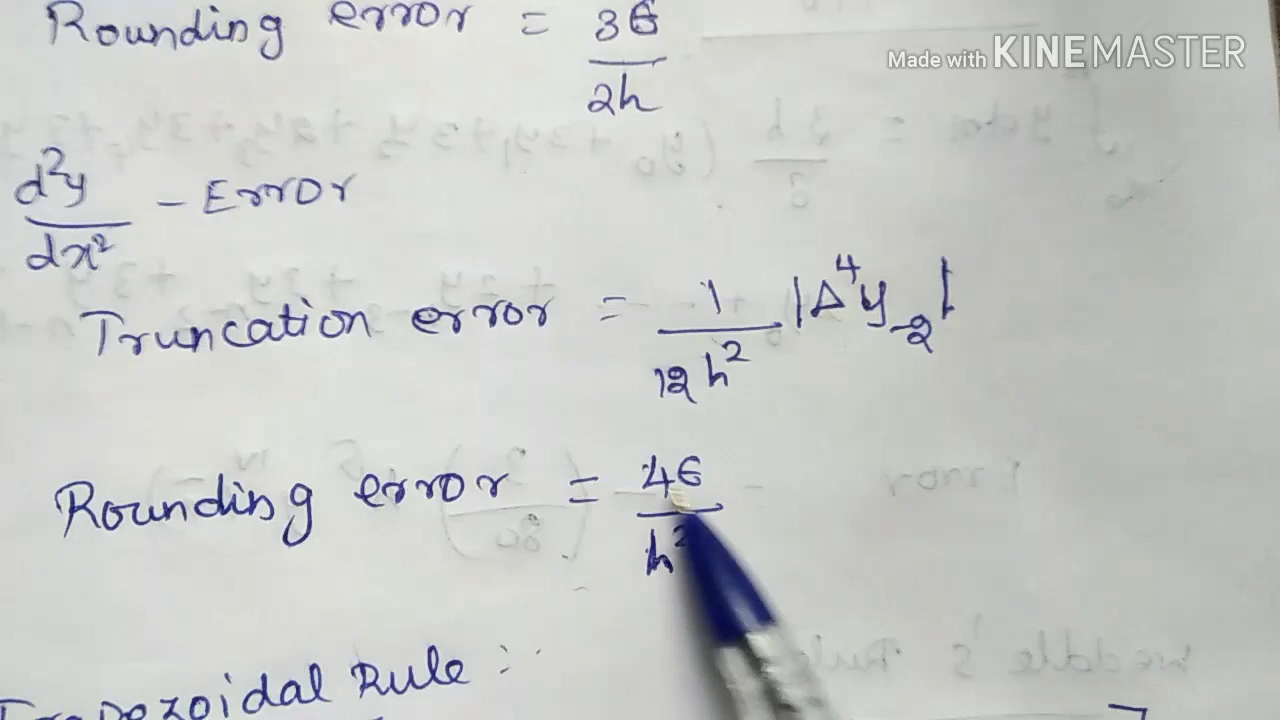 Rounding error = 3ϵ/2h
Made with KINEMASTER
d²y/dx² - Error
Truncation error = 1/12h² |Δ⁴y₋₂|
Rounding error = 4ϵ/h²
Trapezoidal Rule :